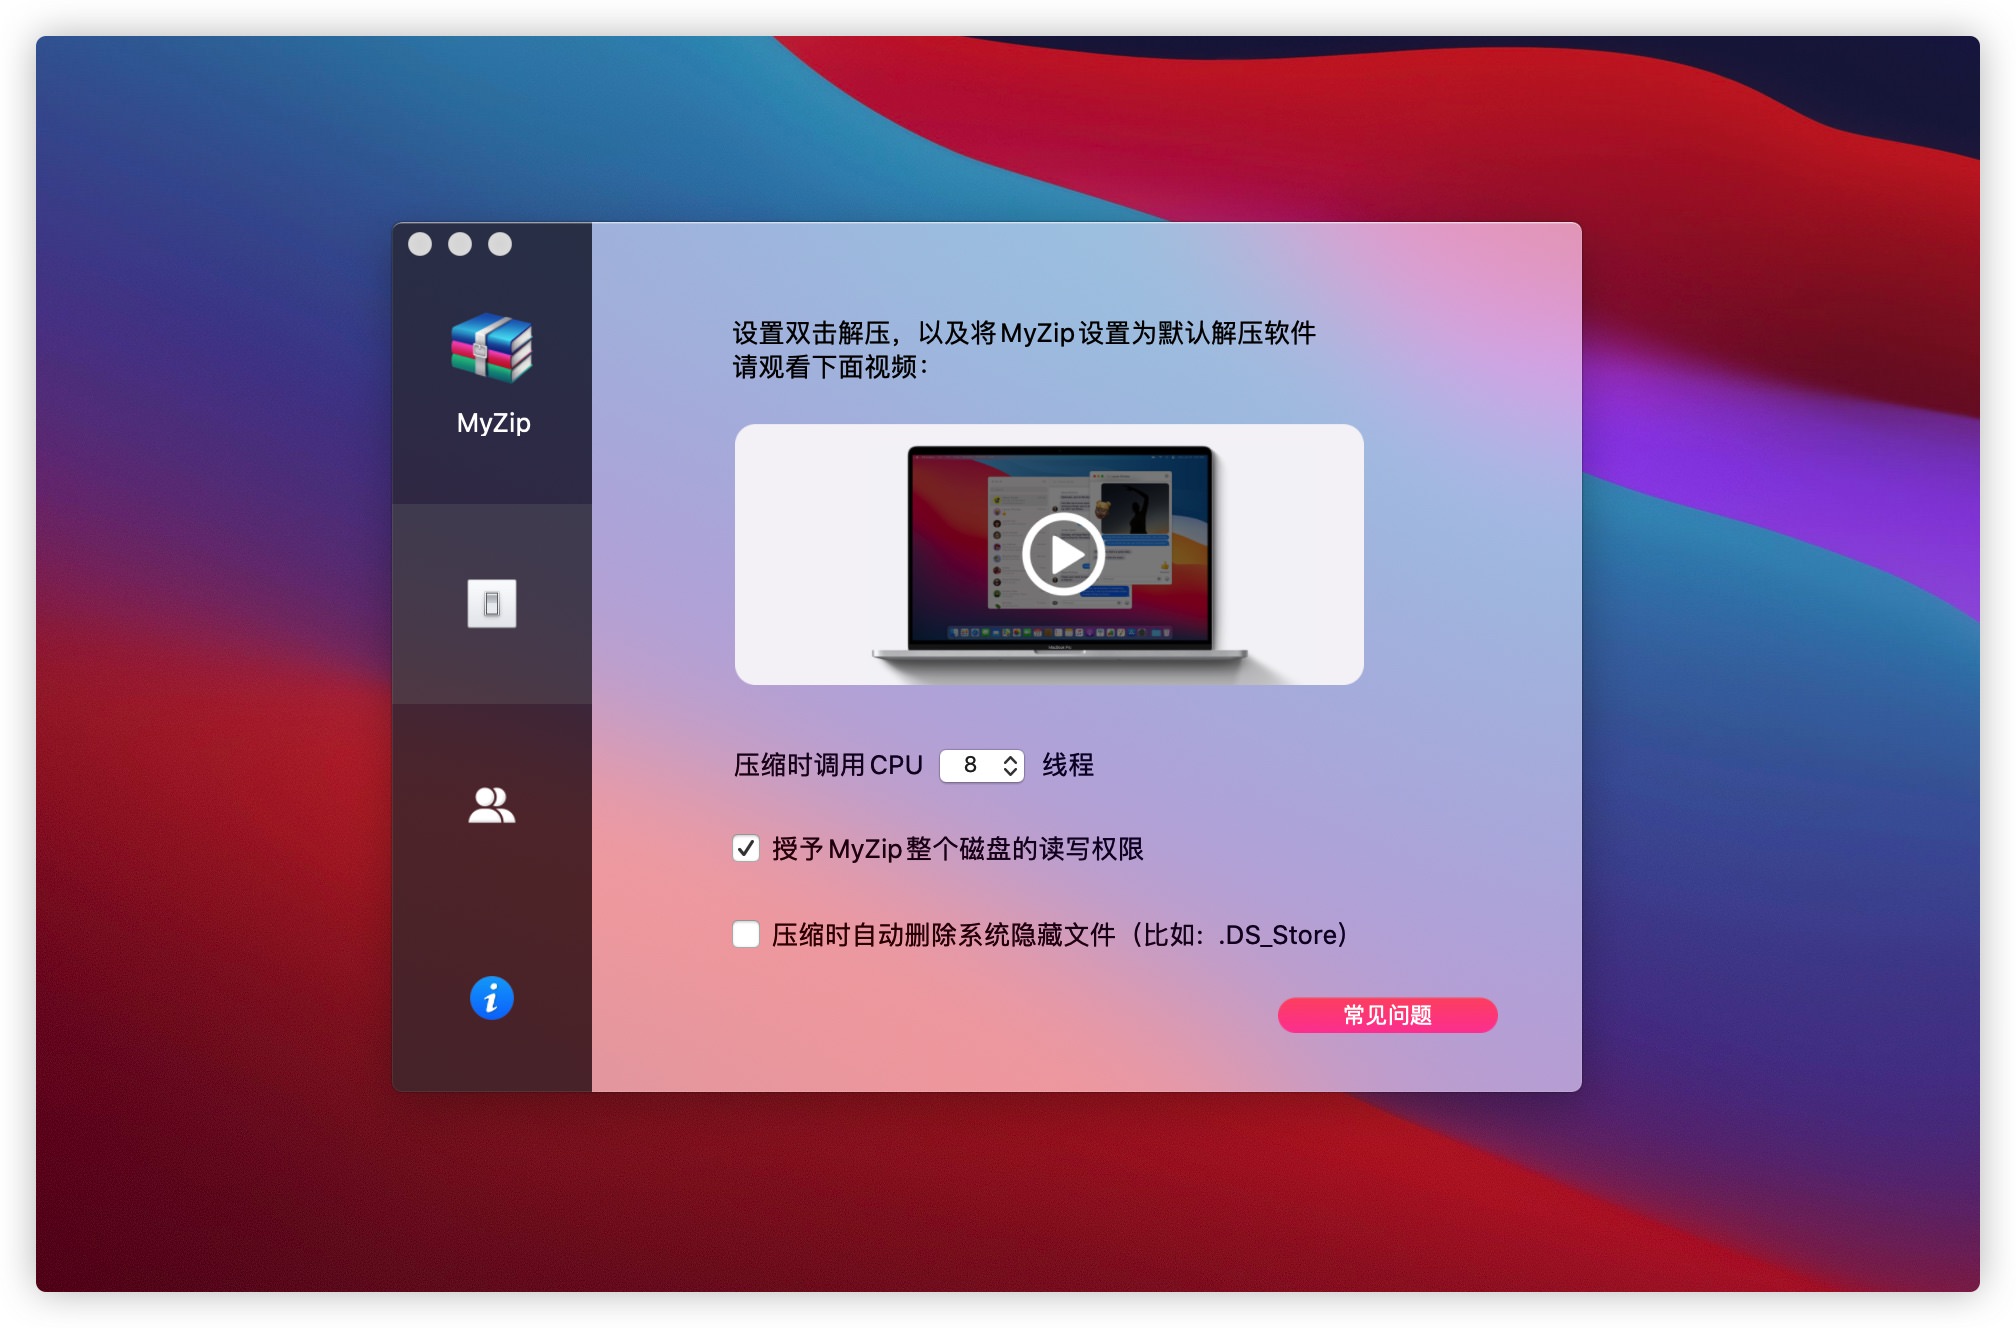 MyZip
设置双击解压，以及将MyZip设置为默认解压软件
请观看下面视频：
压缩时调用CPU 8 线程
授予MyZip整个磁盘的读写权限
压缩时自动删除系统隐藏文件（比如：.DS_Store）
常见问题